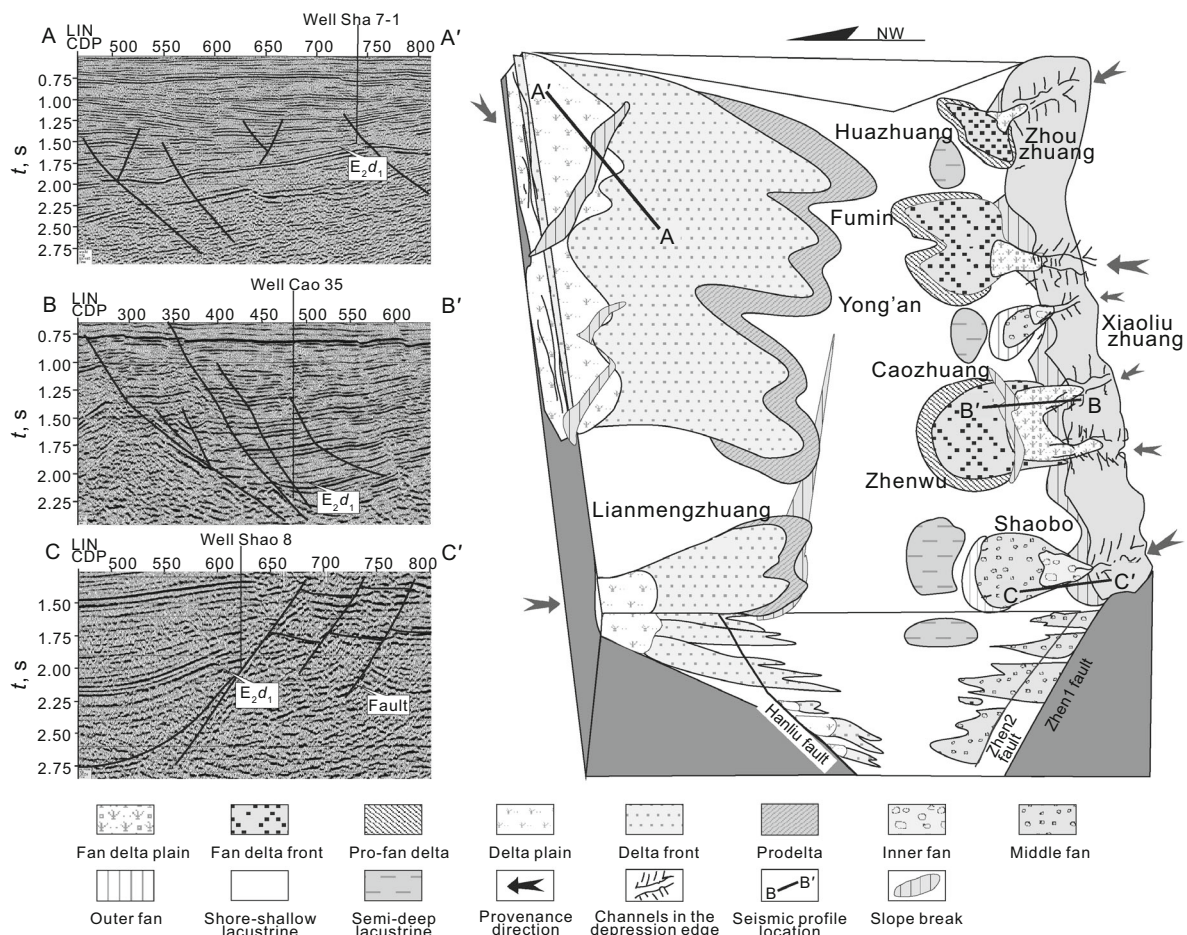 Well Sha 7-1
A
LIN
CDP
500 550 600 650 700 750 800
A′
0.75
1.00
1.25
1.50
1.75
2.00
2.25
2.50
2.75
t, s
E₂d₁
Well Cao 35
B
LIN
CDP
300 350 400 450 500 550 600
B′
0.75
1.00
1.25
1.50
1.75
2.00
2.25
t, s
E₂d₁
Well Shao 8
C
LIN
CDP
500 550 600 650 700 750 800
C′
1.50
1.75
2.00
2.25
2.50
2.75
t, s
E₂d₁
Fault
NW
A′
A
Huazhuang
Zhou
zhuang
Fumin
Yong’an
Xiaoliu
zhuang
Caozhuang
B′
B
Zhenwu
Lianmengzhuang
Shaobo
C
C′
Hanliu fault
Zhen2
fault
Zhen1 fault
Fan delta plain
Fan delta front
Pro-fan delta
Delta plain
Delta front
Prodelta
Inner fan
Middle fan
B B′
Outer fan
Shore-shallow
lacustrine
Semi-deep
lacustrine
Provenance
direction
Channels in the
depression edge
Seismic profile
location
Slope break